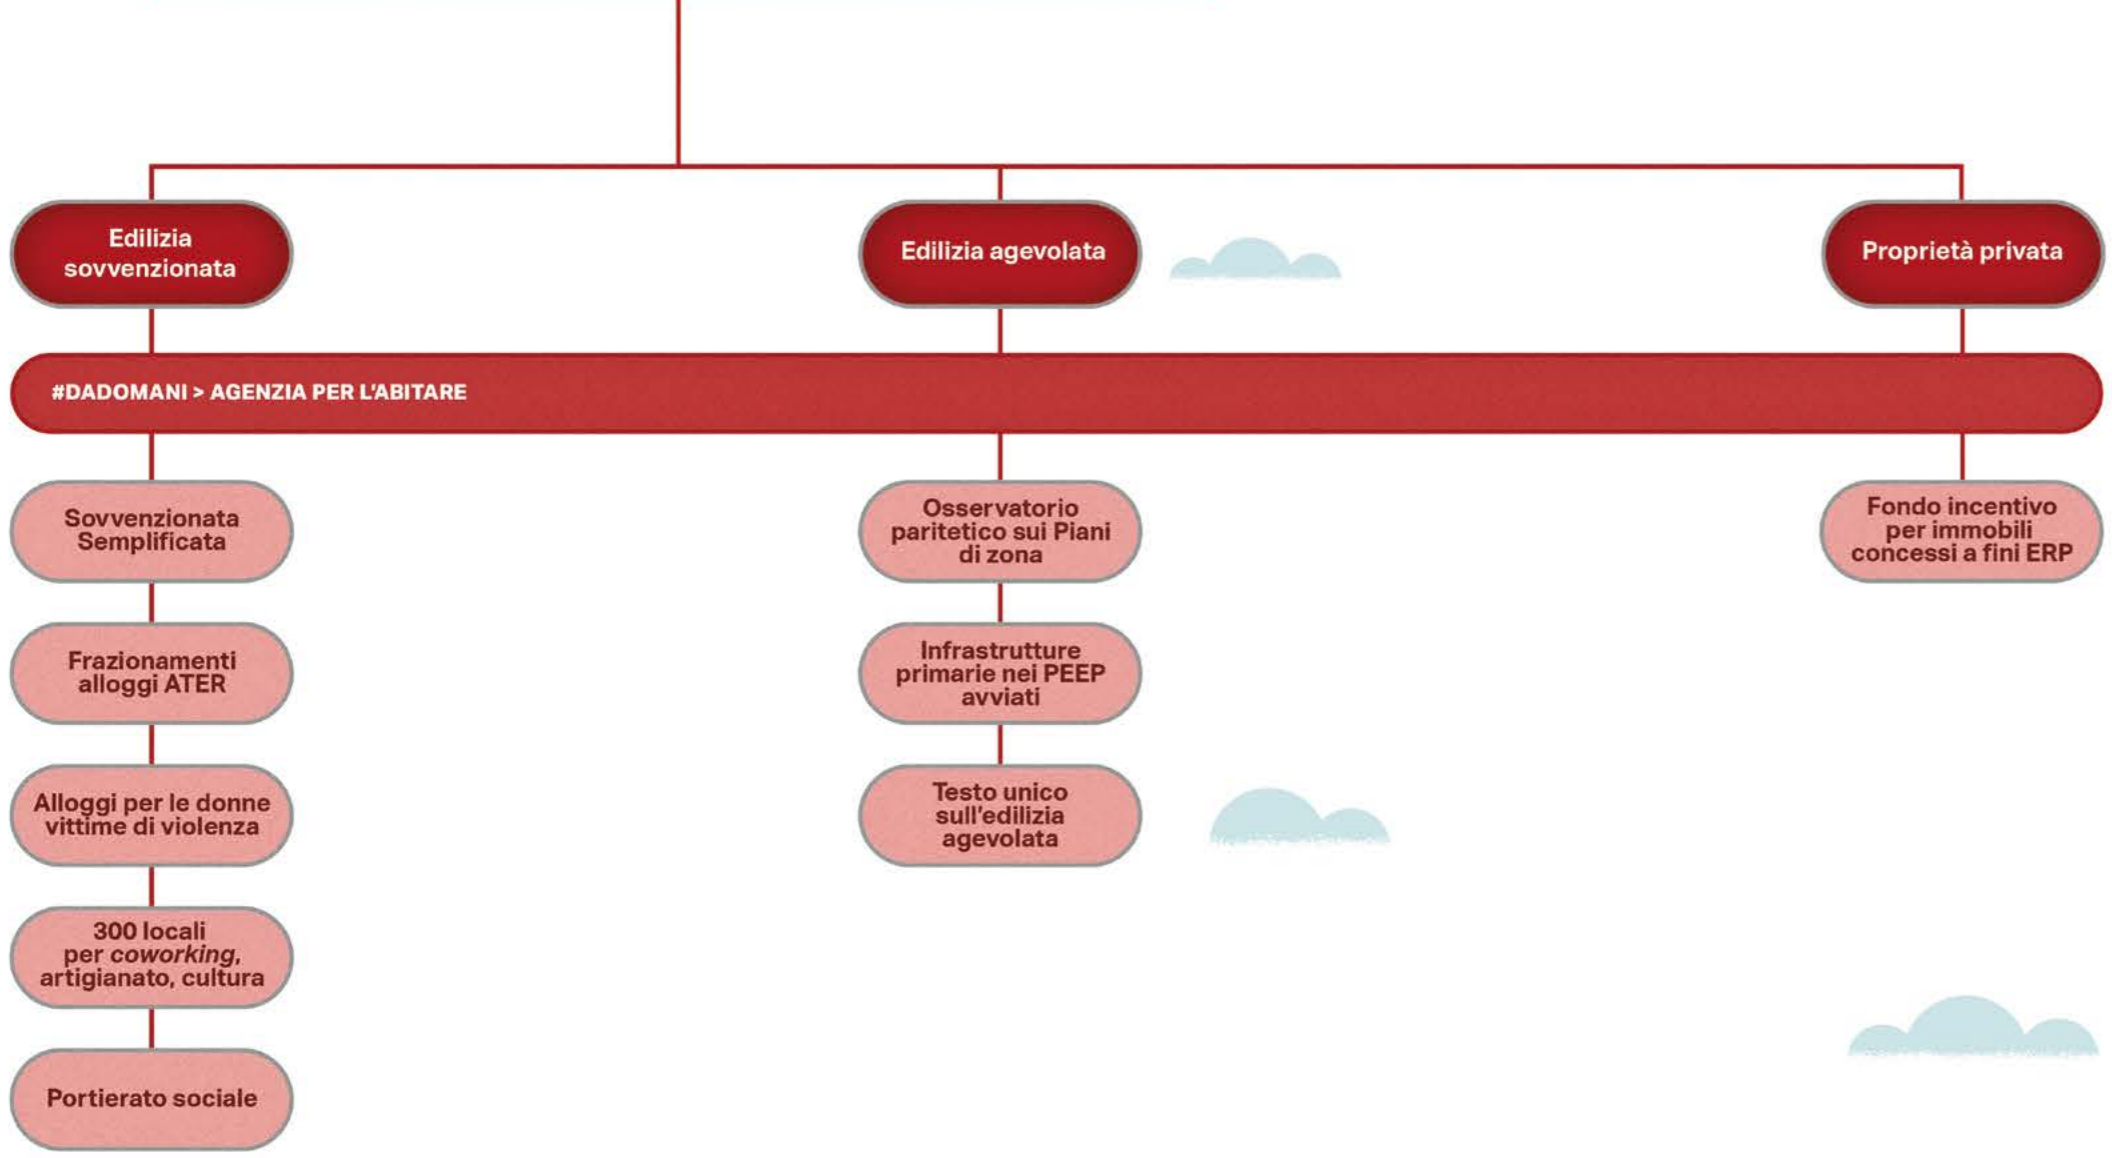 Edilizia
sovvenzionata
Edilizia agevolata
Proprietà privata
#DADOMANI > AGENZIA PER L'ABITARE
Sovvenzionata
Semplificata
Frazionamenti
alloggi ATER
Alloggi per le donne
vittime di violenza
300 locali
per coworking,
artigianato, cultura
Portierato sociale
Osservatorio
paritetico sui Piani
di zona
Infrastrutture
primarie nei PEEP
avviati
Testo unico
sull'edilizia
agevolata
Fondo incentivo
per immobili
concessi a fini ERP